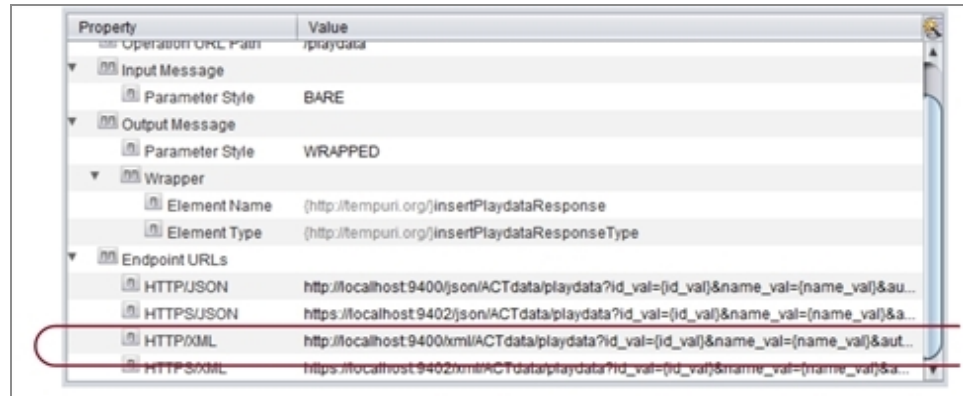 Property Value
Operation URL Path /playdata
Input Message
Parameter Style BARE
Output Message
Parameter Style WRAPPED
Wrapper
Element Name {http://tempuri.org/}insertPlaydataResponse
Element Type {http://tempuri.org/}insertPlaydataResponseType
Endpoint URLs
HTTP/JSON http://localhost:9400/json/ACTdata/playdata?id_val={id_val}&name_val={name_val}&au...
HTTPS/JSON https://localhost:9402/json/ACTdata/playdata?id_val={id_val}&name_val={name_val}&a...
HTTP/XML http://localhost:9400/xml/ACTdata/playdata?id_val={id_val}&name_val={name_val}&aut...
HTTPS/XML https://localhost:9402/xml/ACTdata/playdata?id_val={id_val}&name_val={name_val}&a...